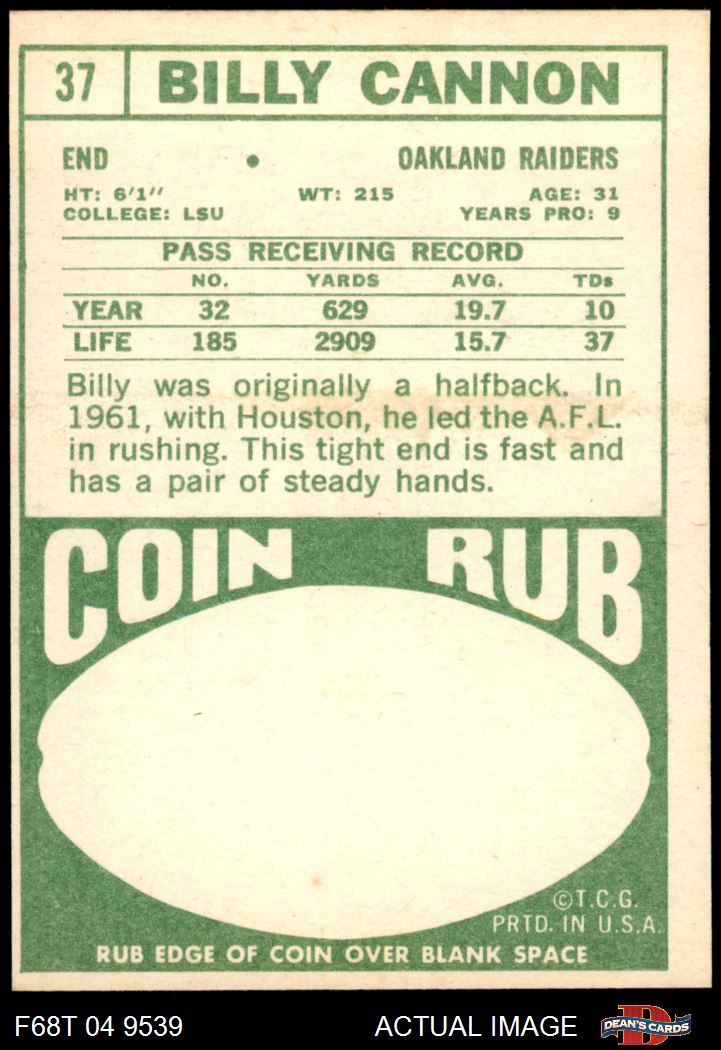 37 BILLY CANNON
END • OAKLAND RAIDERS
HT: 6'1" WT: 215 AGE: 31
COLLEGE: LSU YEARS PRO: 9
PASS RECEIVING RECORD
NO. YARDS AVG. TDs
YEAR 32 629 19.7 10
LIFE 185 2909 15.7 37
Billy was originally a halfback. In
1961, with Houston, he led the A.F.L.
in rushing. This tight end is fast and
has a pair of steady hands.
COIN RUB
©T.C.G.
PRTD. IN U.S.A.
RUB EDGE OF COIN OVER BLANK SPACE
F68T 04 9539 ACTUAL IMAGE D DEAN'S CARDS